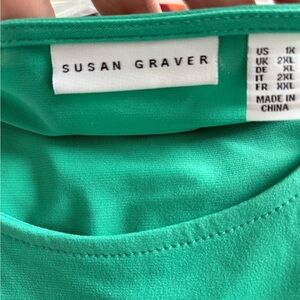 SUSAN GRAVER
US 1X
UK 2XL
DE XL
IT 2XL
FR XXL
MADE IN
CHINA